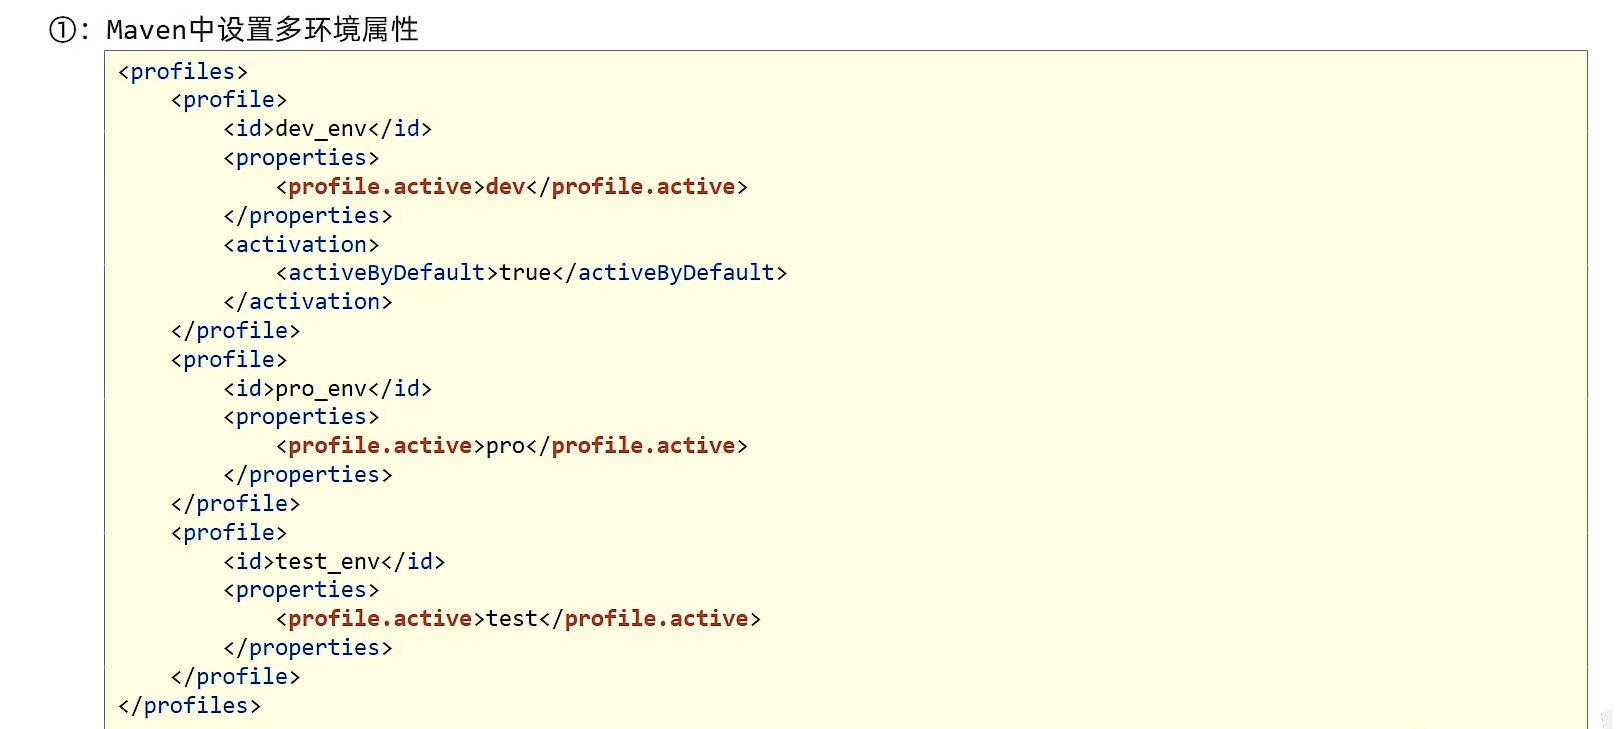 ①：Maven中设置多环境属性
<profiles>
    <profile>
        <id>dev_env</id>
        <properties>
            <profile.active>dev</profile.active>
        </properties>
        <activation>
            <activeByDefault>true</activeByDefault>
        </activation>
    </profile>
    <profile>
        <id>pro_env</id>
        <properties>
            <profile.active>pro</profile.active>
        </properties>
    </profile>
    <profile>
        <id>test_env</id>
        <properties>
            <profile.active>test</profile.active>
        </properties>
    </profile>
</profiles>